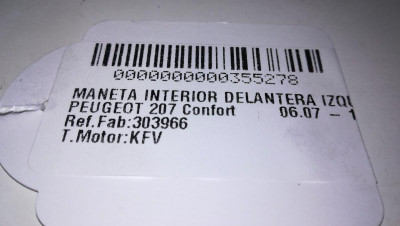 0000000000355278
MANETA INTERIOR DELANTERA
PEUGEOT 207 Confort 06.07 -
Ref.Fab:303966
T.Motor:KFV